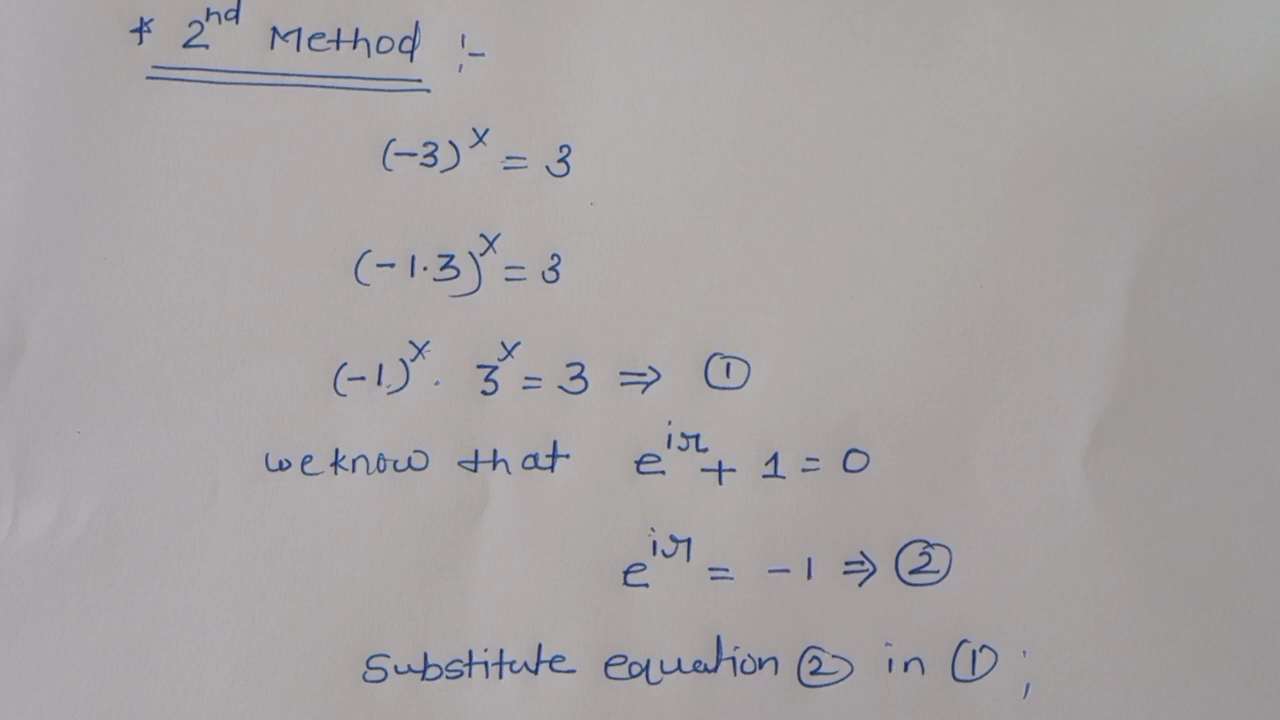 * 2nd Method :-
(-3)^x = 3
(-1.3)^x = 3
(-1)^x . 3^x = 3 ⇒ ①
we know that e^iπ + 1 = 0
e^iπ = -1 ⇒ ②
Substitute equation ② in ① ;